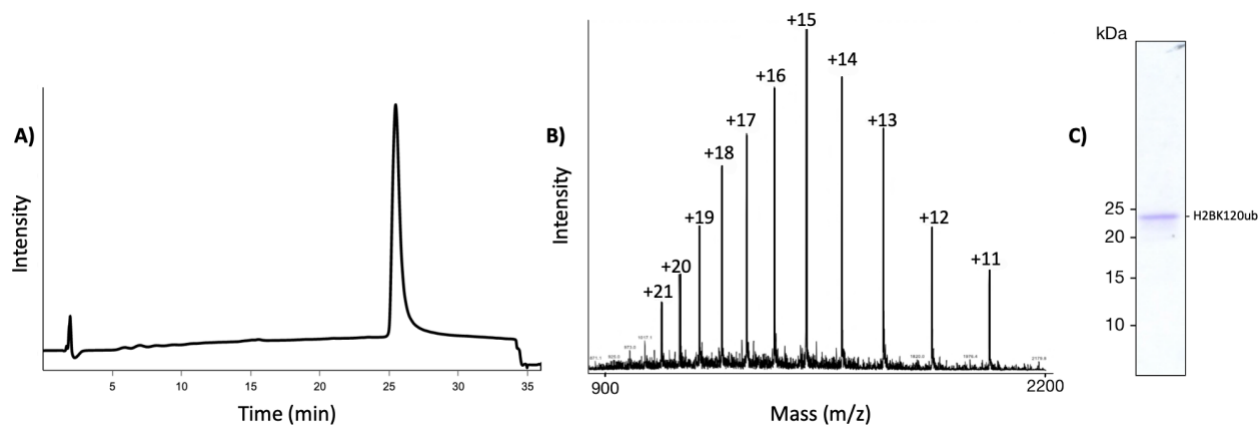 A)
Intensity
5 10 15 20 25 30 35
Time (min)
B)
Intensity
+21
+20
+19
+18
+17
+16
+15
+14
+13
+12
+11
900 2200
Mass (m/z)
C)
kDa
25
20
15
10
H2BK120ub